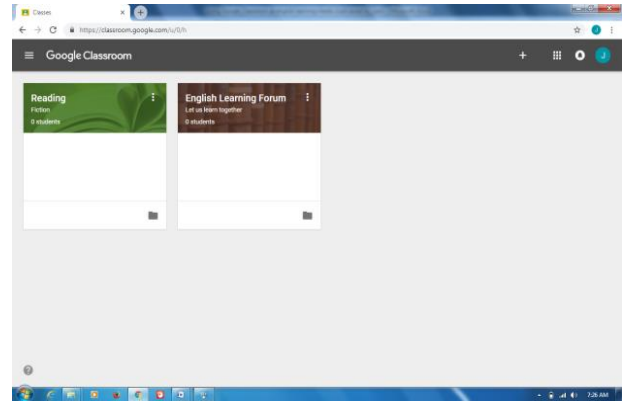 Classes
https://classroom.google.com/u/0/h
Google Classroom
Reading
Fiction
0 students
English Learning Forum
Let us learn together
0 students
7:26 AM